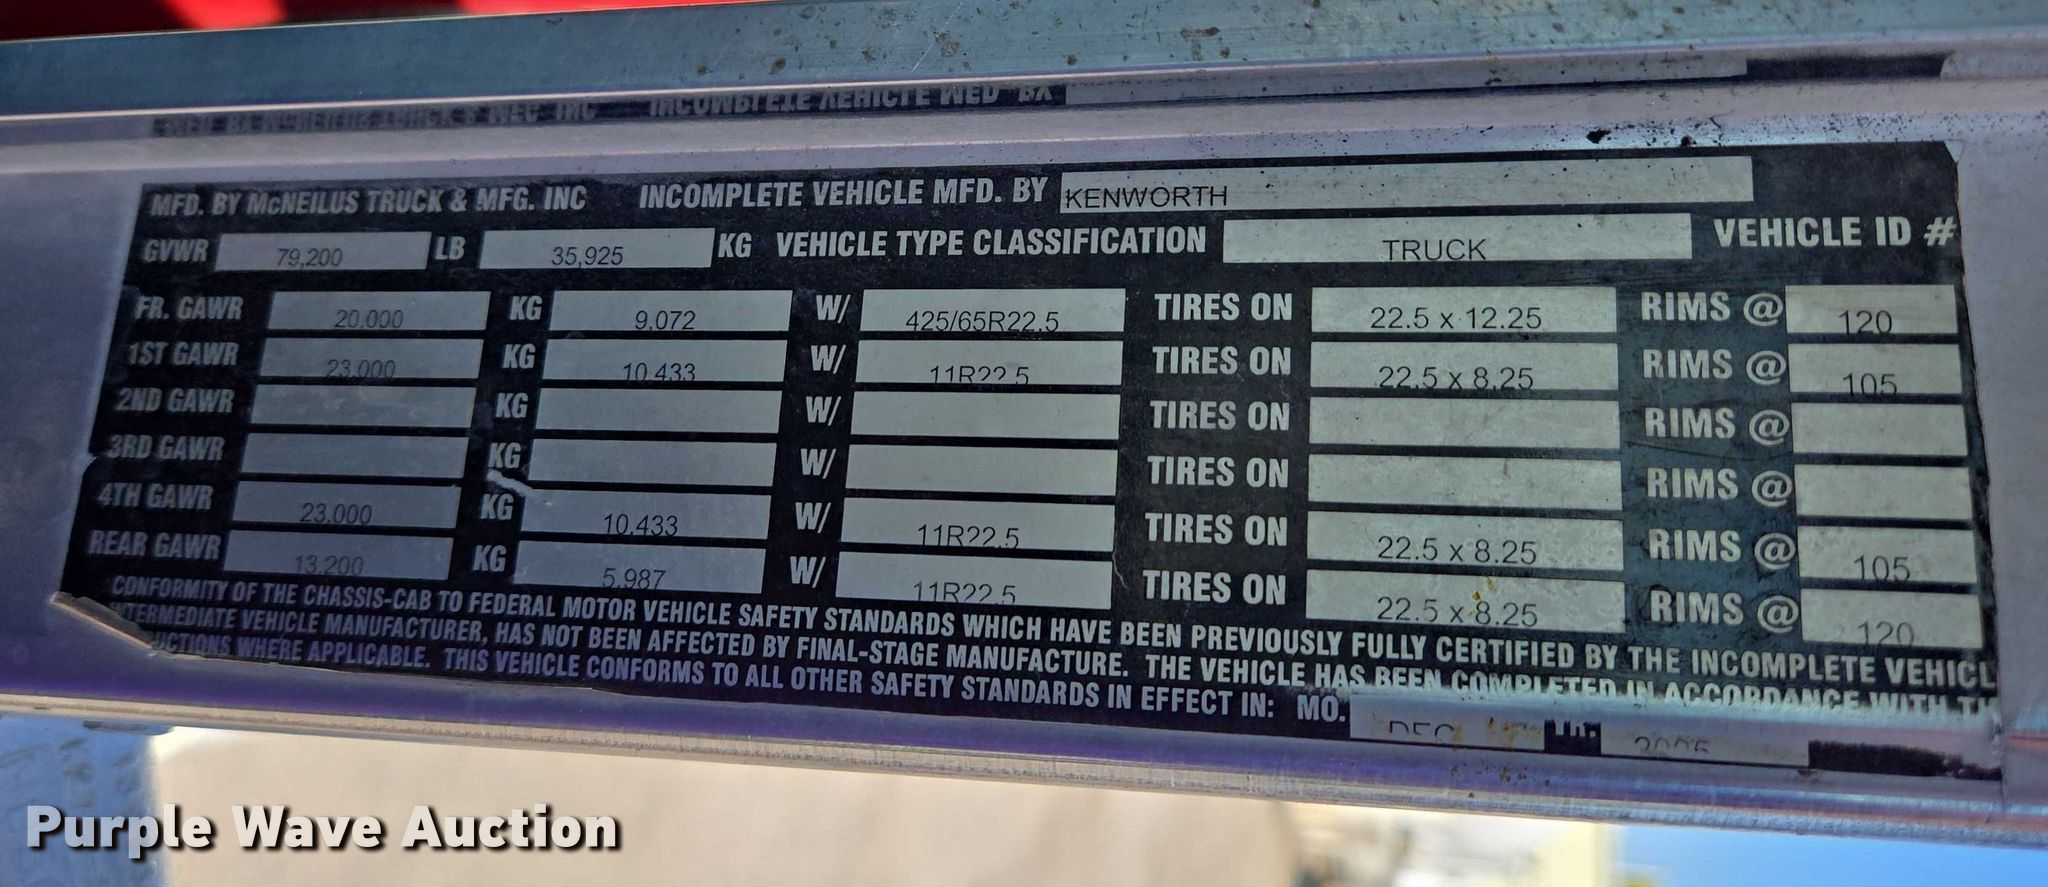 MFD. BY McNEILUS TRUCK & MFG. INC INCOMPLETE VEHICLE MFD. BY KENWORTH
GVWR 79,200 LB 35,925 KG VEHICLE TYPE CLASSIFICATION TRUCK VEHICLE ID #
FR. GAWR 20,000 KG 9,072 W/ 425/65R22.5 TIRES ON 22.5 x 12.25 RIMS @ 120
1ST GAWR 23,000 KG 10,433 W/ 11R22.5 TIRES ON 22.5 x 8.25 RIMS @ 105
2ND GAWR KG W/ TIRES ON RIMS @
3RD GAWR KG W/ TIRES ON RIMS @
4TH GAWR 23,000 KG 10,433 W/ 11R22.5 TIRES ON 22.5 x 8.25 RIMS @ 105
REAR GAWR 13,200 KG 5,987 W/ 11R22.5 TIRES ON 22.5 x 8.25 RIMS @ 120
CONFORMITY OF THE CHASSIS-CAB TO FEDERAL MOTOR VEHICLE SAFETY STANDARDS WHICH HAVE BEEN PREVIOUSLY FULLY CERTIFIED BY THE INCOMPLETE VEHICL
NTERMEDIATE VEHICLE MANUFACTURER, HAS NOT BEEN AFFECTED BY FINAL-STAGE MANUFACTURE. THE VEHICLE HAS BEEN COMPLETED IN ACCORDANCE WITH TH
UCTIONS WHERE APPLICABLE. THIS VEHICLE CONFORMS TO ALL OTHER SAFETY STANDARDS IN EFFECT IN: MO. DEC
Purple Wave Auction